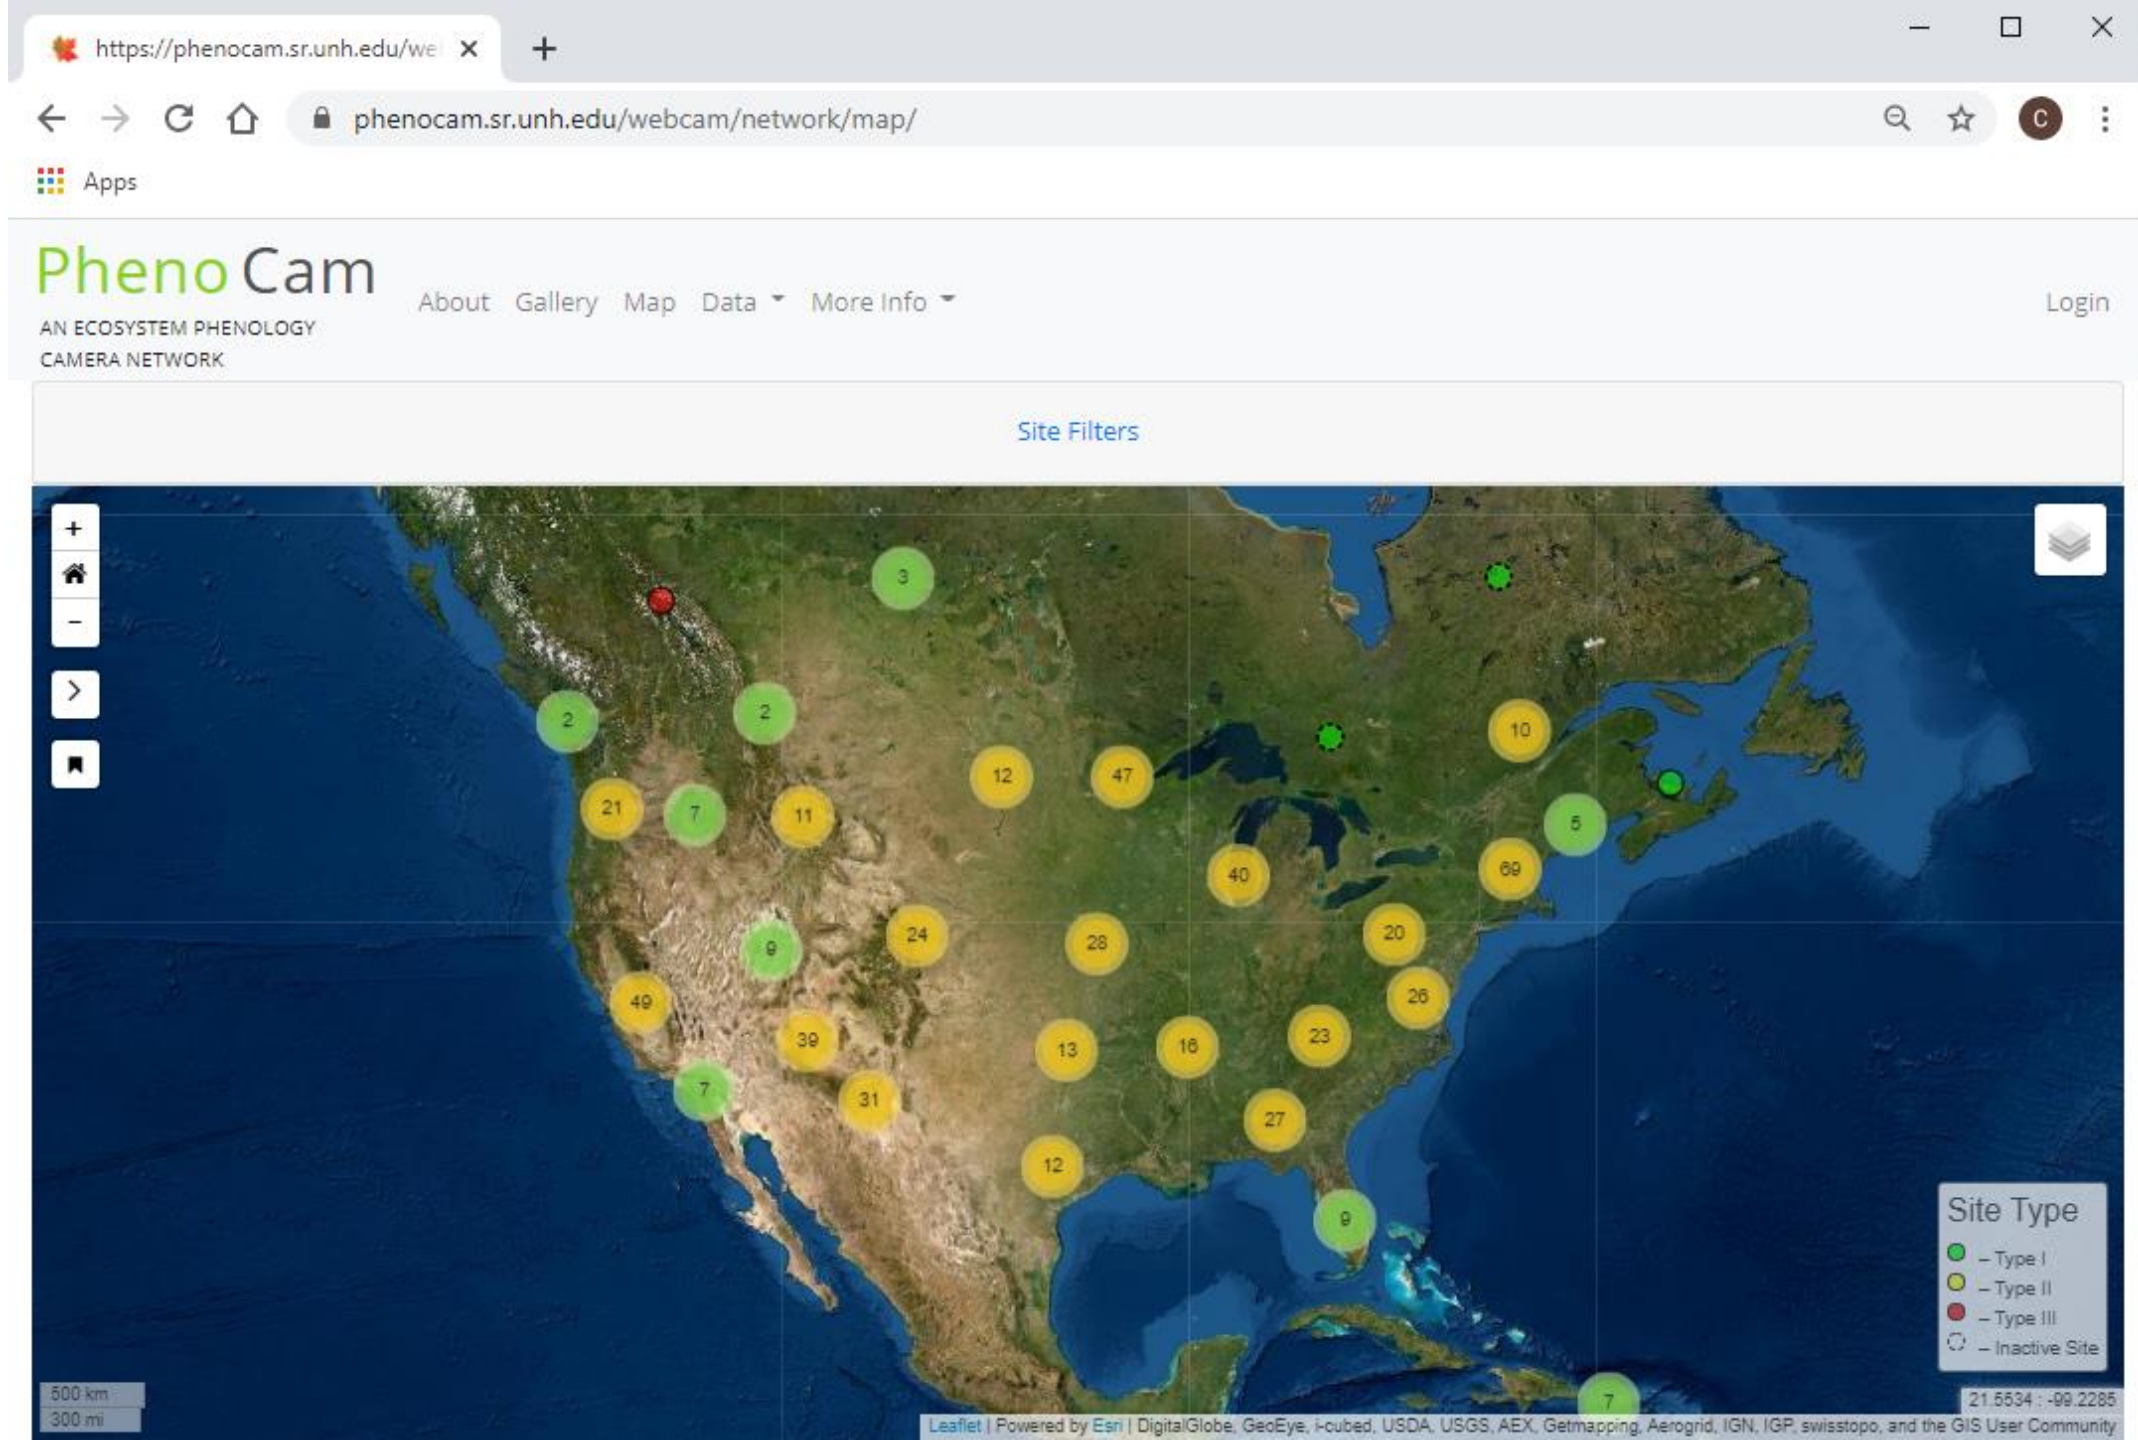 https://phenocam.sr.unh.edu/we
phenocam.sr.unh.edu/webcam/network/map/
C
Apps
PhenoCam
AN ECOSYSTEM PHENOLOGY
CAMERA NETWORK
About Gallery Map Data More Info
Login
Site Filters
3
2
2
10
12
47
21
7
11
5
40
69
24
28
20
9
49
26
39
13
16
23
7
31
27
12
9
7
Site Type
– Type I
– Type II
– Type III
– Inactive Site
500 km
300 mi
21.5534 : -99.2285
Leaflet | Powered by Esri | DigitalGlobe, GeoEye, i-cubed, USDA, USGS, AEX, Getmapping, Aerogrid, IGN, IGP, swisstopo, and the GIS User Community